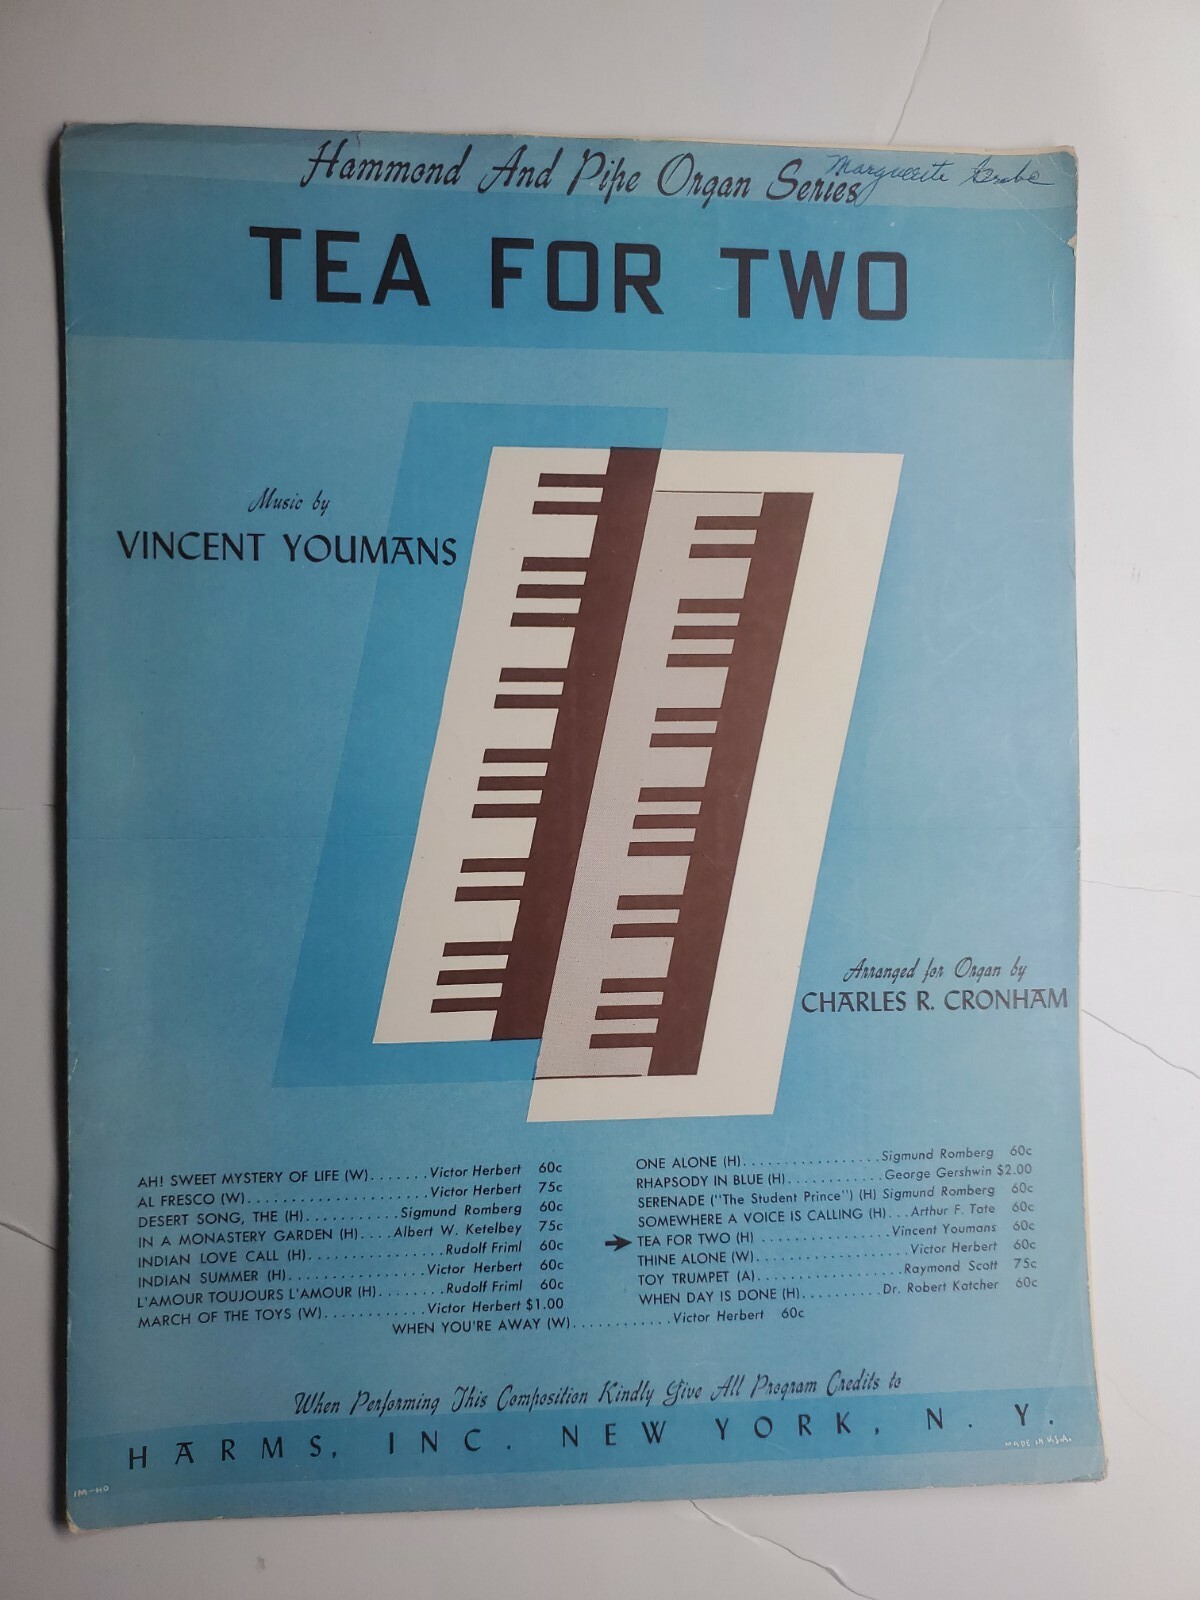 Hammond And Pipe Organ Series
Marguerite
TEA FOR TWO
Music by
VINCENT YOUMANS
Arranged for Organ by
CHARLES R. CRONHAM
AH! SWEET MYSTERY OF LIFE (W).......Victor Herbert 60c
AL FRESCO (W).......................Victor Herbert 75c
DESERT SONG, THE (H)............Sigmund Romberg 60c
IN A MONASTERY GARDEN (H)....Albert W. Ketelbey 75c
INDIAN LOVE CALL (H).................Rudolf Friml 60c
INDIAN SUMMER (H).................Victor Herbert 60c
L'AMOUR TOUJOURS L'AMOUR (H)........Rudolf Friml 60c
MARCH OF THE TOYS (W)............Victor Herbert $1.00
ONE ALONE (H).................Sigmund Romberg 60c
RHAPSODY IN BLUE (H)............George Gershwin $2.00
SERENADE ("The Student Prince") (H) Sigmund Romberg 60c
SOMEWHERE A VOICE IS CALLING (H)...Arthur F. Tate 60c
TEA FOR TWO (H) .................Vincent Youmans 60c
THINE ALONE (W)...................Victor Herbert 60c
TOY TRUMPET (A)..................Raymond Scott 75c
WHEN DAY IS DONE (H)..........Dr. Robert Katcher 60c
WHEN YOU'RE AWAY (W)............Victor Herbert 60c
When Performing This Composition Kindly Give All Program Credits to
HARMS, INC. NEW YORK, N. Y.
MADE IN U.S.A.
1M-HO